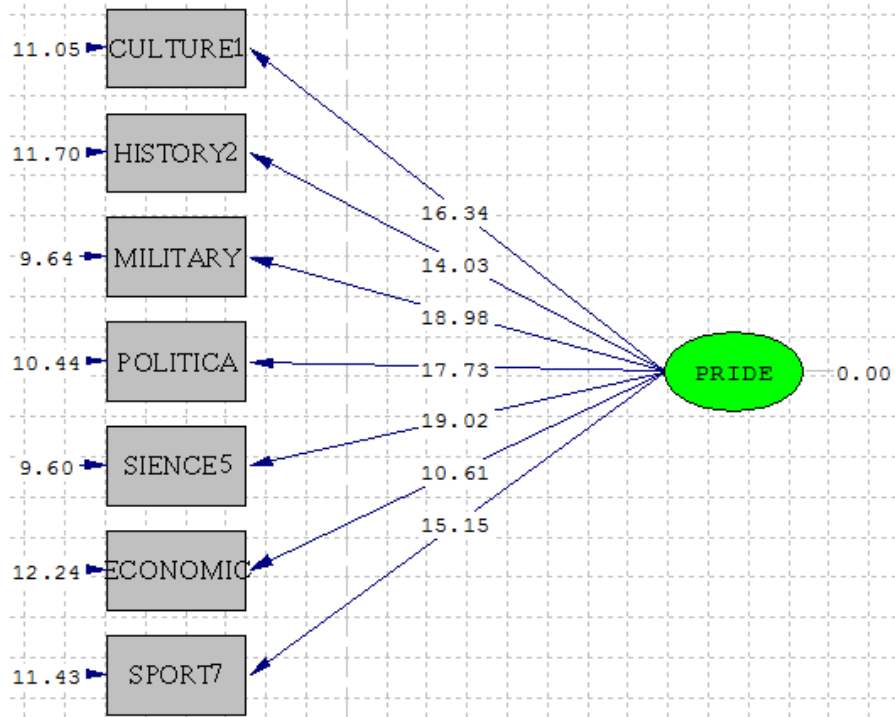 11.05 CULTURE1
11.70 HISTORY2
16.34
14.03
9.64 MILITARY
18.98
10.44 POLITICA
17.73
PRIDE 0.00
19.02
9.60 SIENCE5
10.61
15.15
12.24 ECONOMIC
11.43 SPORT7